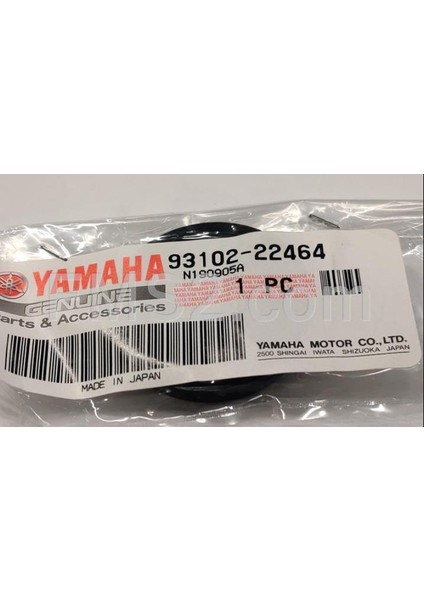 YAMAHA 93102-22464
N190905A
GENUINE
Parts & Accessories
1 PC
YAMAHA MOTOR CO.,LTD.
2500 SHINGAI IWATA SHIZUOKA JAPAN
MADE IN JAPAN